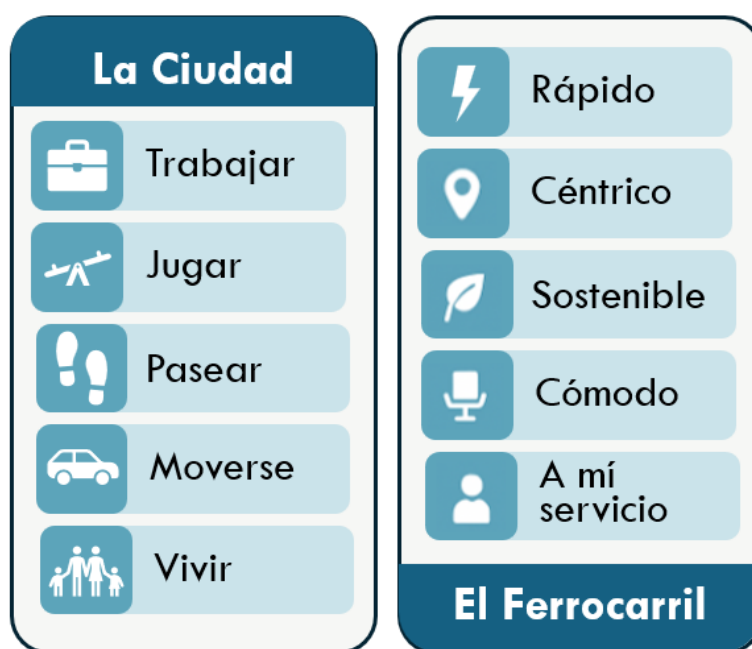 La Ciudad
Trabajar
Jugar
Pasear
Moverse
Vivir
Rápido
Céntrico
Sostenible
Cómodo
A mí
servicio
El Ferrocarril